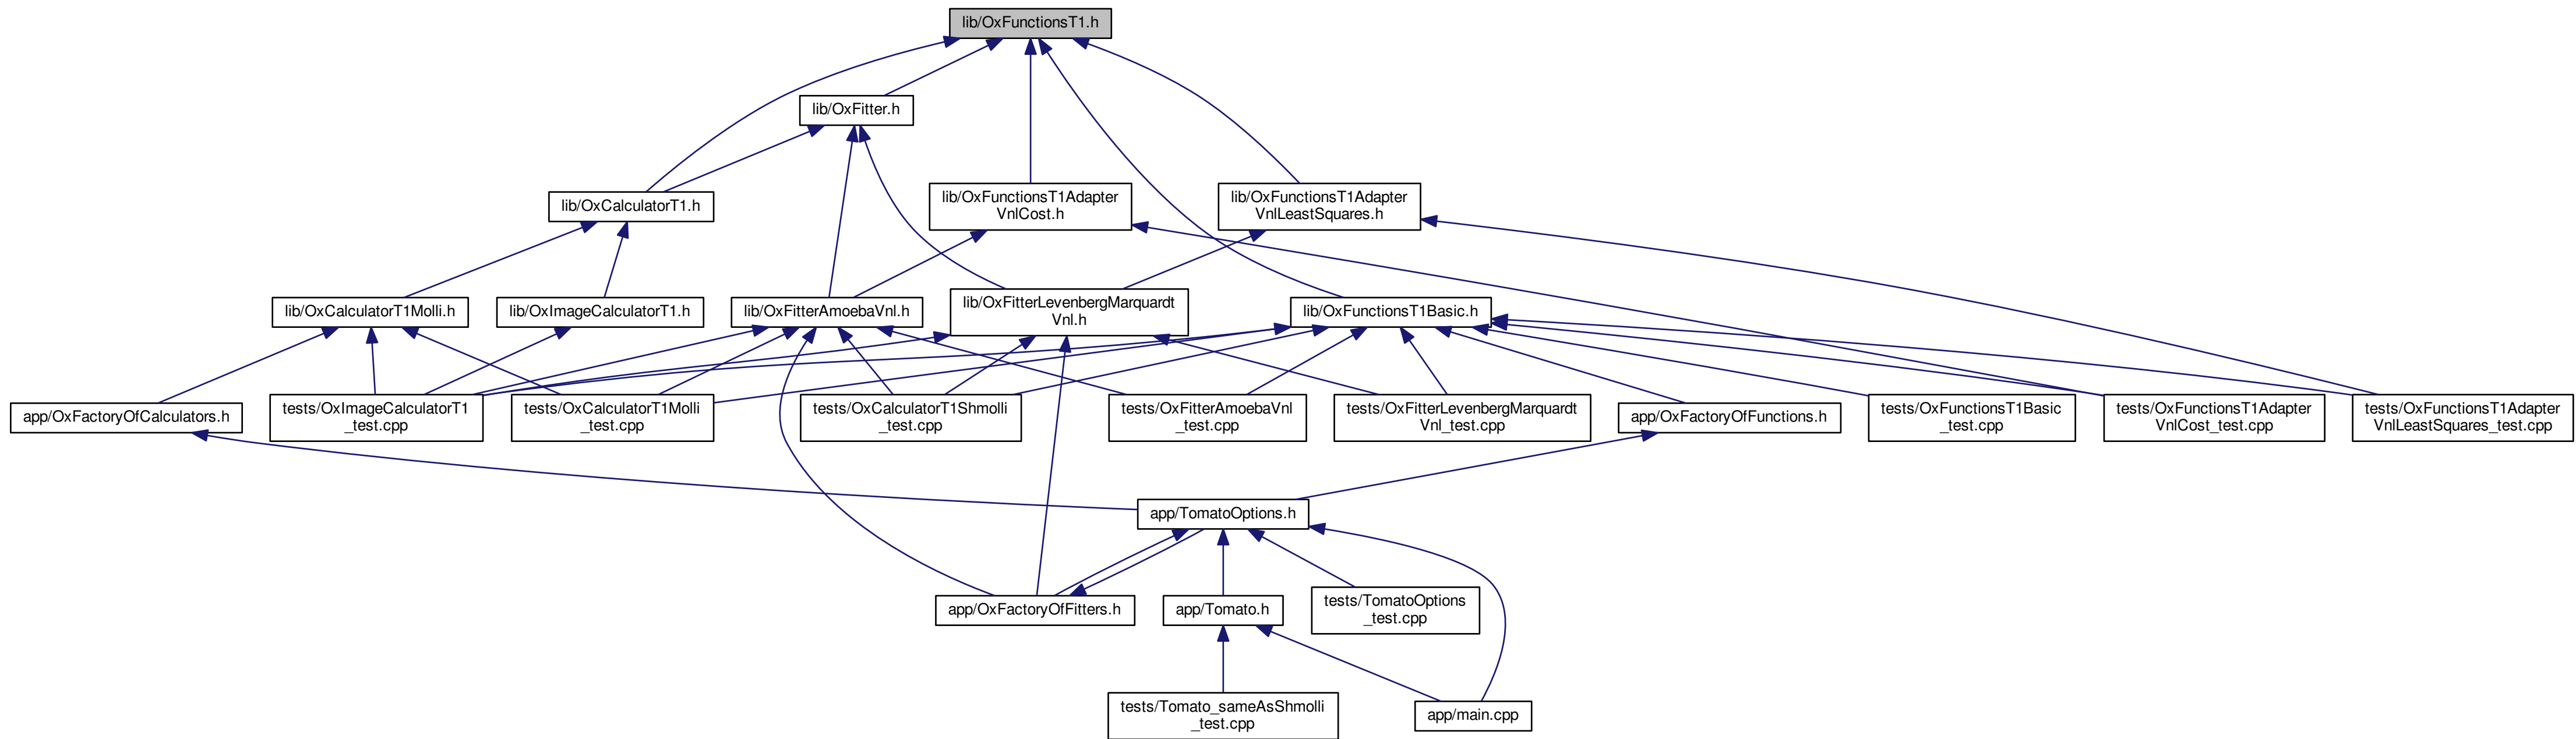 lib/OxFunctionsT1.h
lib/OxFitter.h
lib/OxCalculatorT1.h
lib/OxFunctionsT1Adapter
VnlCost.h
lib/OxFunctionsT1Adapter
VnlLeastSquares.h
lib/OxCalculatorT1Molli.h
lib/OxImageCalculatorT1.h
lib/OxFitterAmoebaVnl.h
lib/OxFitterLevenbergMarquardt
Vnl.h
lib/OxFunctionsT1Basic.h
app/OxFactoryOfCalculators.h
tests/OxImageCalculatorT1
_test.cpp
tests/OxCalculatorT1Molli
_test.cpp
tests/OxCalculatorT1Shmolli
_test.cpp
tests/OxFitterAmoebaVnl
_test.cpp
tests/OxFitterLevenbergMarquardt
Vnl_test.cpp
app/OxFactoryOfFunctions.h
tests/OxFunctionsT1Basic
_test.cpp
tests/OxFunctionsT1Adapter
VnlCost_test.cpp
tests/OxFunctionsT1Adapter
VnlLeastSquares_test.cpp
app/TomatoOptions.h
app/OxFactoryOfFitters.h
app/Tomato.h
tests/TomatoOptions
_test.cpp
tests/Tomato_sameAsShmolli
_test.cpp
app/main.cpp